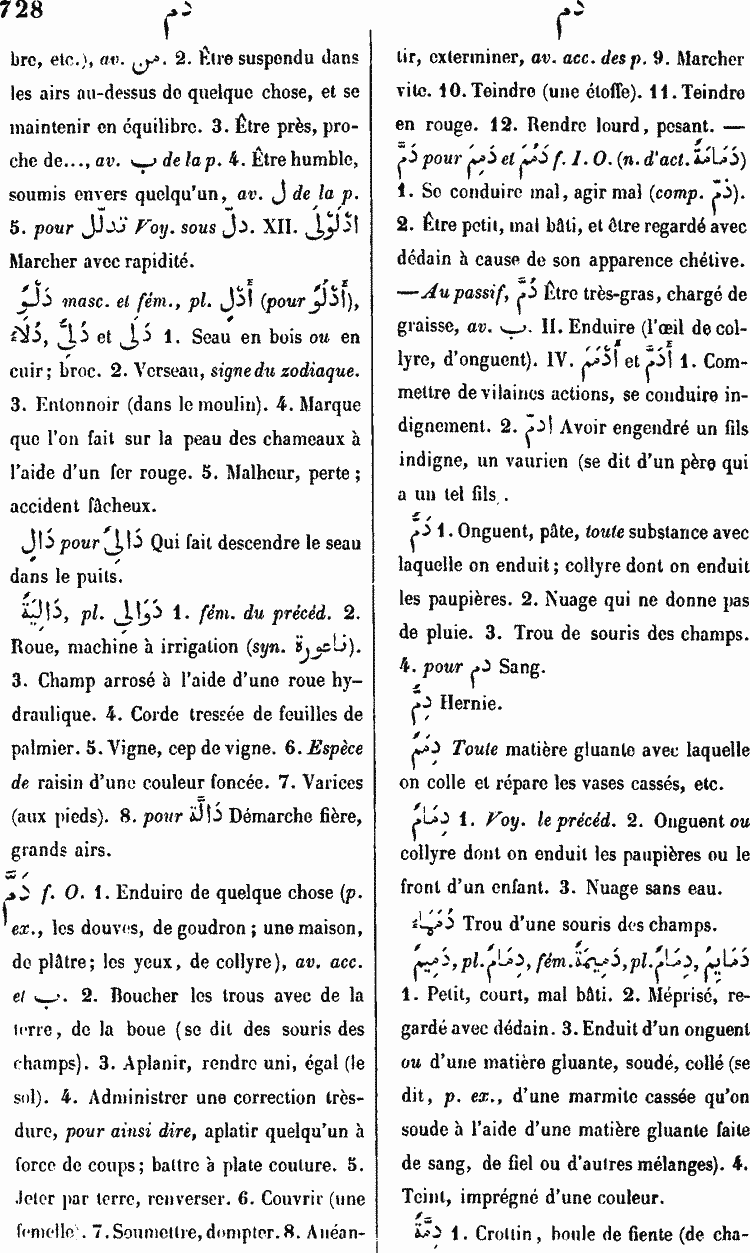 728 دم دم
bre, etc.), av. من. 2. Être suspendu dans
les airs au-dessus de quelque chose, et se
maintenir en équilibre. 3. Être près, pro-
che de..., av. ب de la p. 4. Être humble,
soumis envers quelqu'un, av. ل de la p.
5. pour تدلّل Voy. sous دلّ. XII. اِذْلَوْلَى
Marcher avec rapidité.
دَلْوٌ masc. et fém., pl. أَدْلٍ (pour أَدْلُوٌ),
دِلَآءٌ, دُلِىٌّ et دَلًى 1. Seau en bois ou en
cuir; broc. 2. Verseau, signe du zodiaque.
3. Entonnoir (dans le moulin). 4. Marque
que l'on fait sur la peau des chameaux à
l'aide d'un fer rouge. 5. Malheur, perte;
accident fâcheux.
دَالٍ pour دَالِىٌ Qui fait descendre le seau
dans le puits.
دَالِيَةٌ, pl. دَوَالِى 1. fém. du précéd. 2.
Roue, machine à irrigation (syn. ناعورة).
3. Champ arrosé à l'aide d'une roue hy-
draulique. 4. Corde tressée de feuilles de
palmier. 5. Vigne, cep de vigne. 6. Espèce
de raisin d'une couleur foncée. 7. Varices
(aux pieds). 8. pour دَالَّة Démarche fière,
grands airs.
دَمَّ f. O. 1. Enduire de quelque chose (p.
ex., les douves, de goudron; une maison,
de plâtre; les yeux, de collyre), av. acc.
et ب. 2. Boucher les trous avec de la
terre, de la boue (se dit des souris des
champs). 3. Aplanir, rendre uni, égal (le
sol). 4. Administrer une correction très-
dure, pour ainsi dire, aplatir quelqu'un à
force de coups; battre à plate couture. 5.
Jeter par terre, renverser. 6. Couvrir (une
femelle). 7. Soumettre, dompter. 8. Anéan-
tir, exterminer, av. acc. des p. 9. Marcher
vite. 10. Teindre (une étoffe). 11. Teindre
en rouge. 12. Rendre lourd, pesant. —
دَمَّ pour دَمِمَ et دَمُمَ f. I. O. (n. d'act. دَمَامَةٌ)
1. Se conduire mal, agir mal (comp. ذمّ).
2. Être petit, mal bâti, et être regardé avec
dédain à cause de son apparence chétive.
—Au passif, دُمَّ Être très-gras, chargé de
graisse, av. ب. II. Enduire (l'œil de col-
lyre, d'onguent). IV. أَدَمَّ et أَدْمَمَ 1. Com-
mettre de vilaines actions, se conduire in-
dignement. 2. ادمّ Avoir engendré un fils
indigne, un vaurien (se dit d'un père qui
a un tel fils.
دَمٌّ 1. Onguent, pâte, toute substance avec
laquelle on enduit; collyre dont on enduit
les paupières. 2. Nuage qui ne donne pas
de pluie. 3. Trou de souris des champs.
4. pour دم Sang.
دِمٌّ Hernie.
دِمَمٌ Toute matière gluante avec laquelle
on colle et répare les vases cassés, etc.
دِمَامٌ 1. Voy. le précéd. 2. Onguent ou
collyre dont on enduit les paupières ou le
front d'un enfant. 3. Nuage sans eau.
دُمَمَآءُ Trou d'une souris des champs.
دَمِيمٌ, pl. دِمَامٌ, fém. دَمِيمَةٌ, pl. دِمَامٌ, دَمَايِمُ
1. Petit, court, mal bâti. 2. Méprisé, re-
gardé avec dédain. 3. Enduit d'un onguent
ou d'une matière gluante, soudé, collé (se
dit, p. ex., d'une marmite cassée qu'on
soude à l'aide d'une matière gluante faite
de sang, de fiel ou d'autres mélanges). 4.
Teint, imprégné d'une couleur.
دِمَّةٌ 1. Crottin, boule de fiente (de cha-